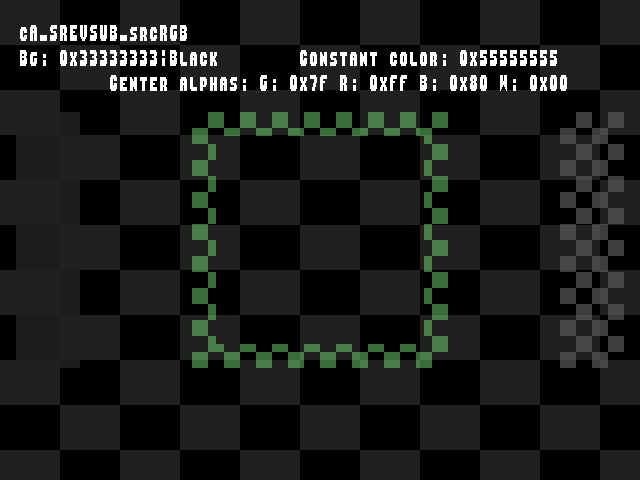 cA_SREVSUB_srcRGB
Bg: 0x33333333;Black Constant color: 0x55555555
Center alphas: G: 0x7f R: 0xff B: 0x80 W: 0x00